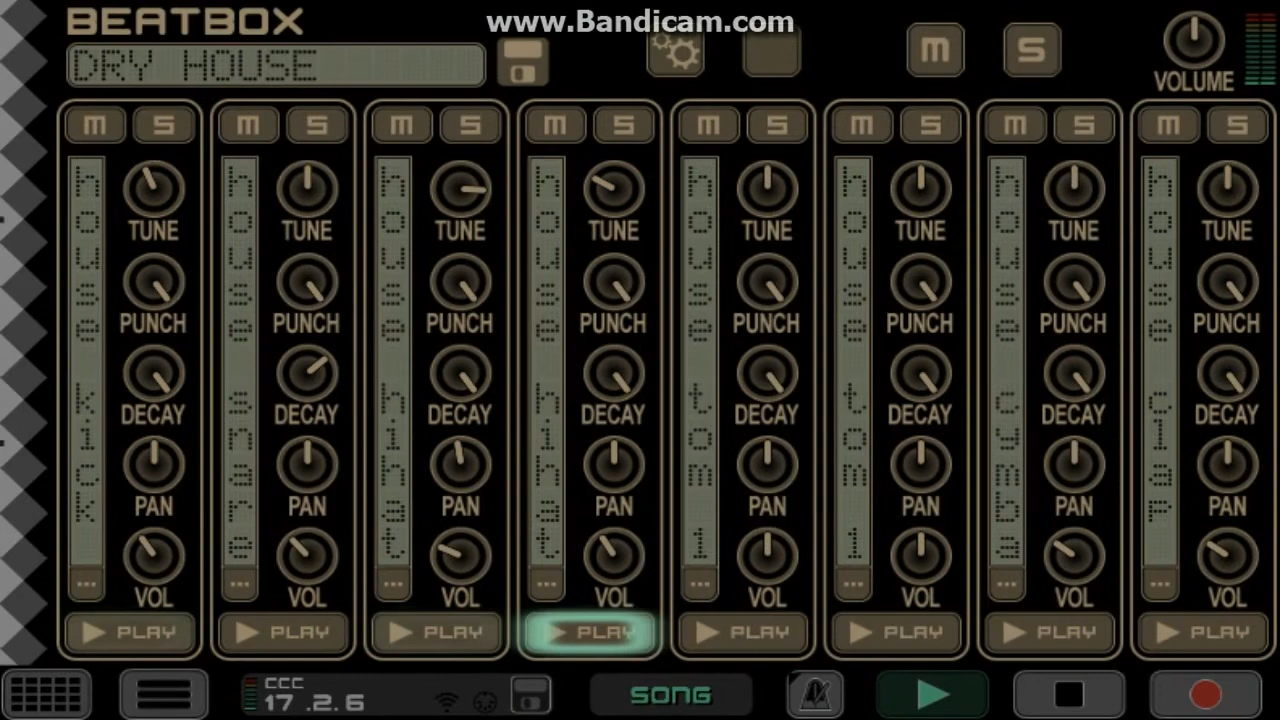 BEATBOX
www.Bandicam.com
DRY HOUSE
M S
VOLUME
M S M S M S M S M S M S M S M S
house kick
house snare
house hihat
house hihat
house tom 1
house tom 1
house cymba
house clap
TUNE TUNE TUNE TUNE TUNE TUNE TUNE TUNE
PUNCH PUNCH PUNCH PUNCH PUNCH PUNCH PUNCH PUNCH
DECAY DECAY DECAY DECAY DECAY DECAY DECAY DECAY
PAN PAN PAN PAN PAN PAN PAN PAN
VOL VOL VOL VOL VOL VOL VOL VOL
PLAY PLAY PLAY PLAY PLAY PLAY PLAY PLAY
CCC
17 .2.6
SONG